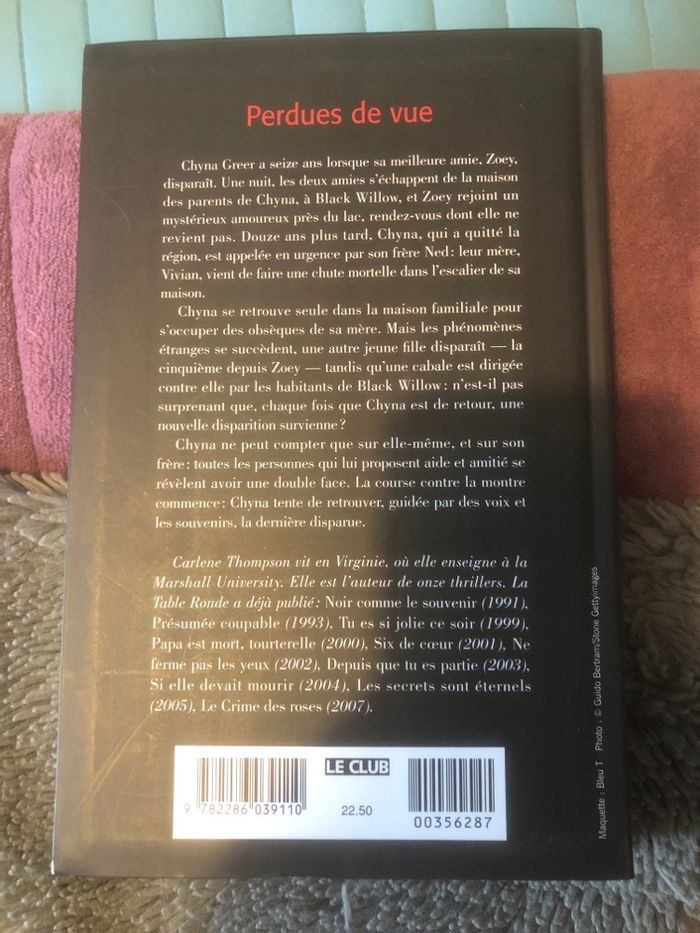 Perdues de vue
Chyna Greer a seize ans lorsque sa meilleure amie, Zoey,
disparaît. Une nuit, les deux amies s'échappent de la maison
des parents de Chyna, à Black Willow, et Zoey rejoint un
mystérieux amoureux près du lac, rendez-vous dont elle ne
revient pas. Douze ans plus tard, Chyna, qui a quitté la
région, est appelée en urgence par son frère Ned : leur mère,
Vivian, vient de faire une chute mortelle dans l'escalier de sa
maison.
Chyna se retrouve seule dans la maison familiale pour
s'occuper des obsèques de sa mère. Mais les phénomènes
étranges se succèdent, une autre jeune fille disparaît — la
cinquième depuis Zoey — tandis qu'une cabale est dirigée
contre elle par les habitants de Black Willow : n'est-il pas
surprenant que, chaque fois que Chyna est de retour, une
nouvelle disparition survienne ?
Chyna ne peut compter que sur elle-même, et sur son
frère : toutes les personnes qui lui proposent aide et amitié se
révèlent avoir une double face. La course contre la montre
commence : Chyna tente de retrouver, guidée par des voix et
les souvenirs, la dernière disparue.
Carlene Thompson vit en Virginie, où elle enseigne à la
Marshall University. Elle est l'auteur de onze thrillers. La
Table Ronde a déjà publié : Noir comme le souvenir (1991),
Présumée coupable (1993), Tu es si jolie ce soir (1999),
Papa est mort, tourterelle (2000), Six de cœur (2001), Ne
ferme pas les yeux (2002), Depuis que tu es partie (2003),
Si elle devait mourir (2004), Les secrets sont éternels
(2005), Le Crime des roses (2007).
Maquette : Bleu T Photo : © Guido Bertram/Stone Gettyimages
LE CLUB
9 782286 039110
22.50
00356287